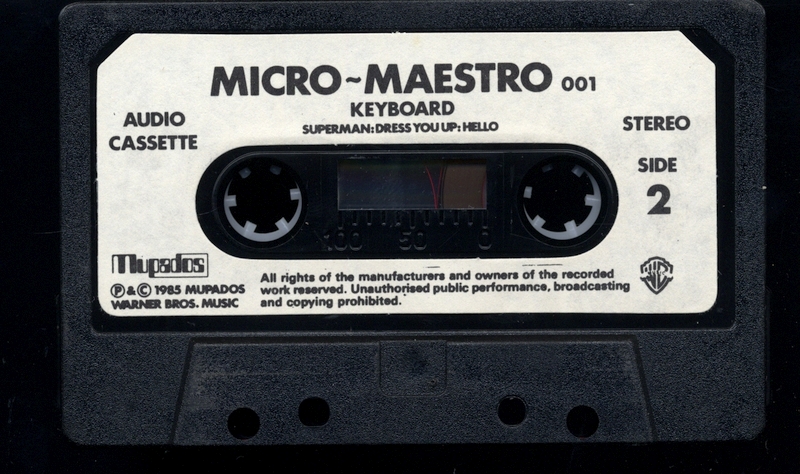 MICRO~MAESTRO 001
KEYBOARD
SUPERMAN: DRESS YOU UP: HELLO
AUDIO
CASSETTE
STEREO
SIDE
2
100 50 0
Mupados
Ⓟ & © 1985 MUPADOS
WARNER BROS. MUSIC
All rights of the manufacturers and owners of the recorded
work reserved. Unauthorised public performance, broadcasting
and copying prohibited.
WB